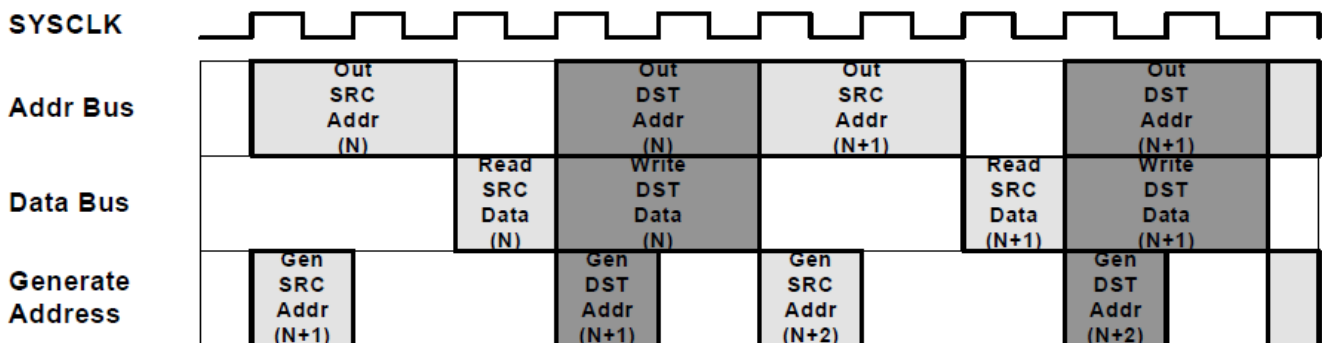 SYSCLK
Addr Bus
Out
SRC
Addr
(N)
Out
DST
Addr
(N)
Out
SRC
Addr
(N+1)
Out
DST
Addr
(N+1)
Data Bus
Read
SRC
Data
(N)
Write
DST
Data
(N)
Read
SRC
Data
(N+1)
Write
DST
Data
(N+1)
Generate
Address
Gen
SRC
Addr
(N+1)
Gen
DST
Addr
(N+1)
Gen
SRC
Addr
(N+2)
Gen
DST
Addr
(N+2)